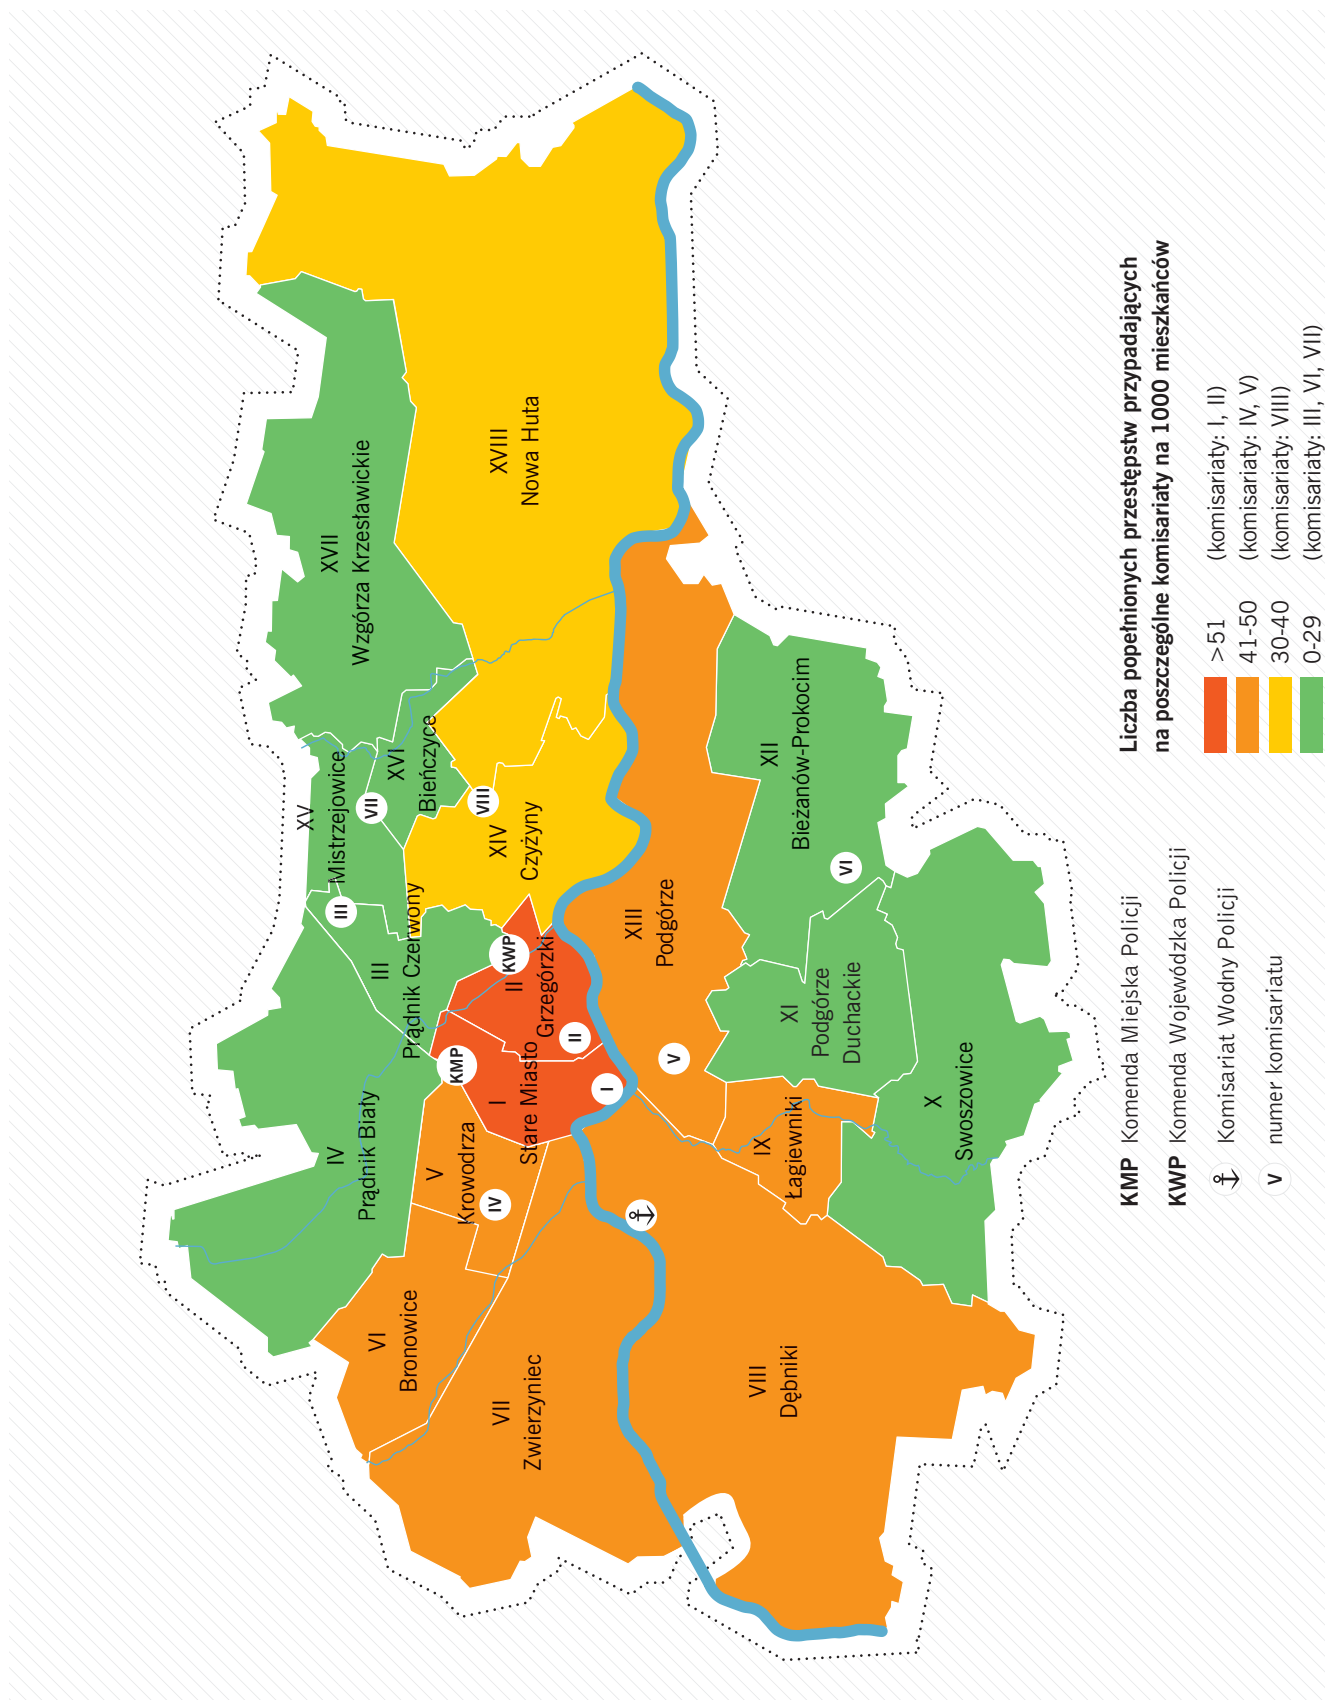 XVII
Wzgórza Krzesławickie
XVIII
Nowa Huta
XV
Mistrzejowice
XVI
Bieńczyce
VII
VIII
XIV
Czyżyny
III
III
Prądnik Czerwony
KWP
II
Grzegórzki
II
IV
Prądnik Biały
KMP
I
Stare Miasto
I
V
Krowodrza
IV
VI
Bronowice
VII
Zwierzyniec
VIII
Dębniki
XIII
Podgórze
V
XII
Bieżanów-Prokocim
VI
XI
Podgórze
Duchackie
IX
Łagiewniki
X
Swoszowice
KMP Komenda Miejska Policji
KWP Komenda Wojewódzka Policji
Komisariat Wodny Policji
V numer komisariatu
Liczba popełnionych przestępstw przypadających
na poszczególne komisariaty na 1000 mieszkańców
>51 (komisariaty: I, II)
41-50 (komisariaty: IV, V)
30-40 (komisariaty: VIII)
0-29 (komisariaty: III, VI, VII)